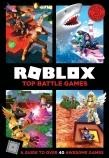 ROBLOX
TOP BATTLE GAMES
A GUIDE TO OVER 40 AWESOME GAMES